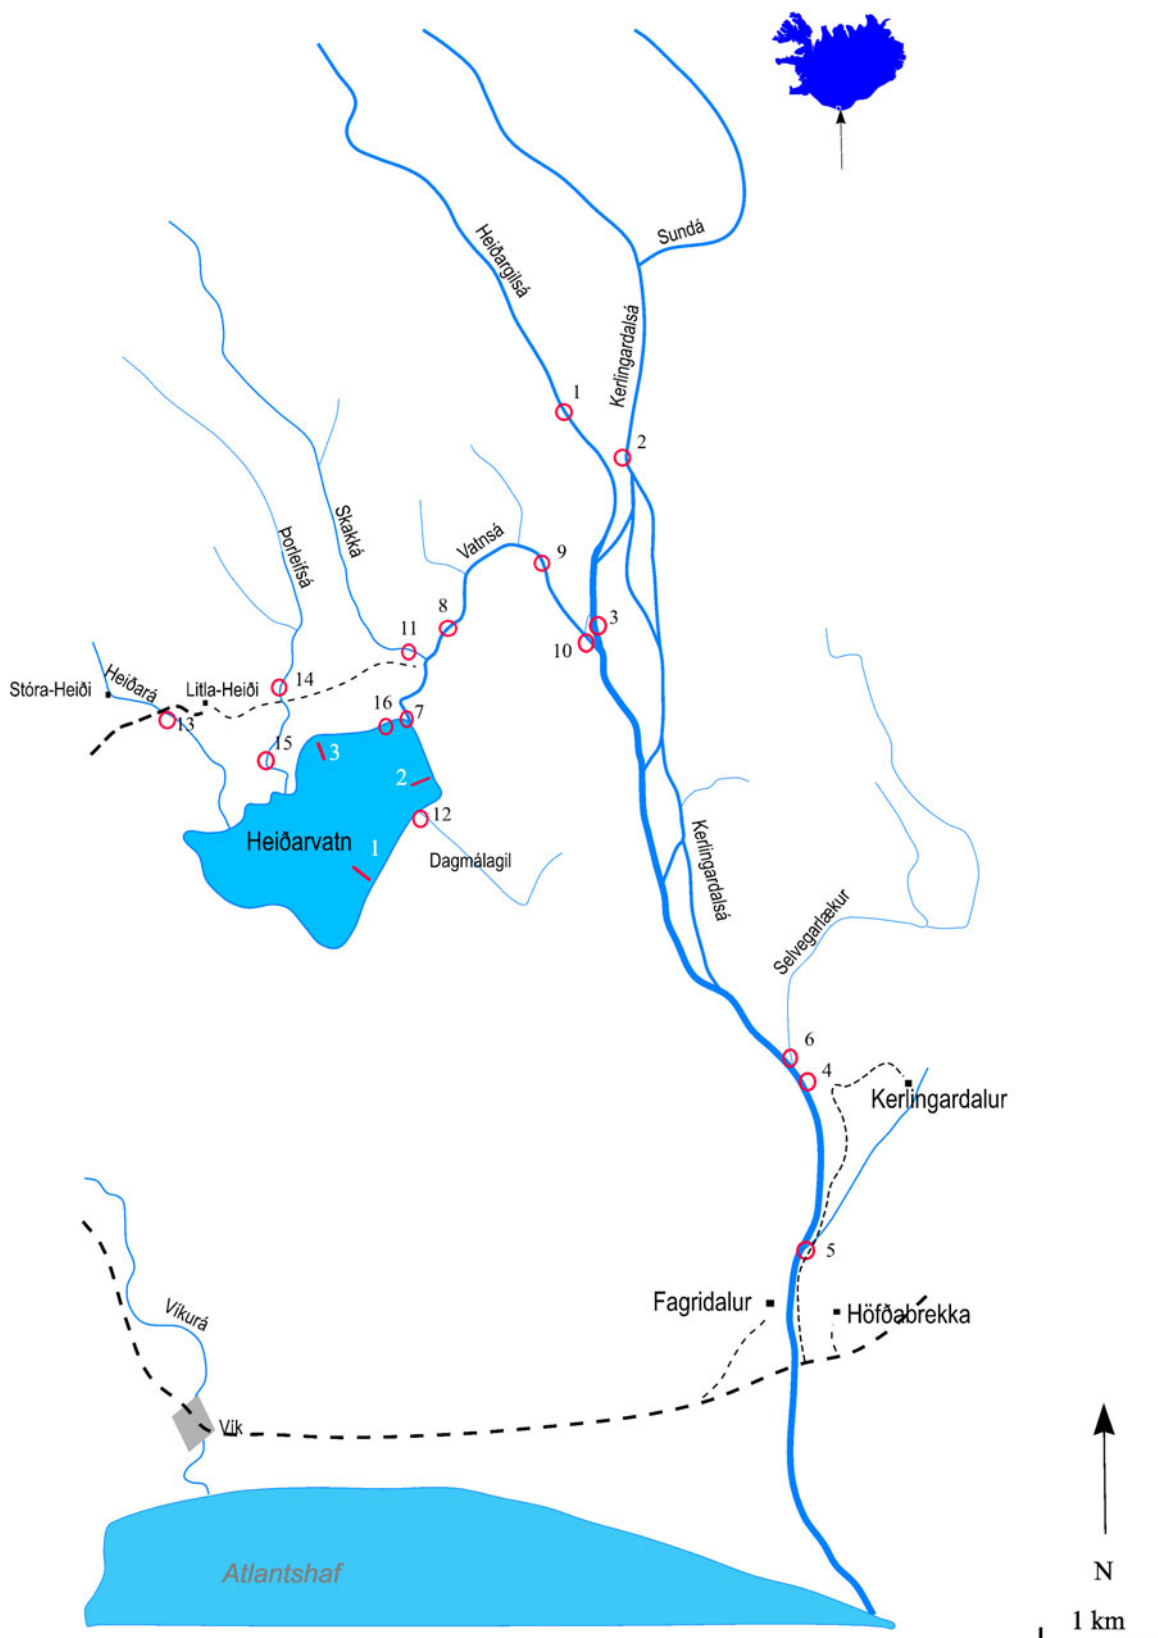 Sundá
Heiðargilsá
Kerlingardalsá
1
2
Skakká
Vatnsá
Þorleifsá
9
8
3
11
10
Stóra-Heiði
Heiðará
Litla-Heiði
14
13
16
7
15
3
2
12
Heiðarvatn
1
Dagmálagil
Kerlingardalsá
Selvegarlækur
6
4
Kerlingardalur
5
Fagridalur
Höfðabrekka
Víkurá
Vík
Atlantshaf
N
1 km